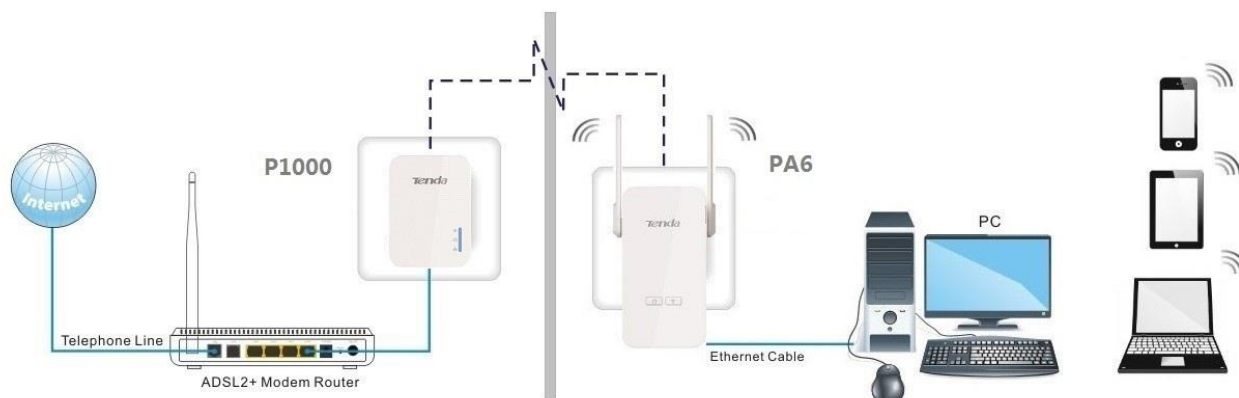 internet
P1000
Tenda
Telephone Line
ADSL2+ Modem Router
PA6
Tenda
Ethernet Cable
PC